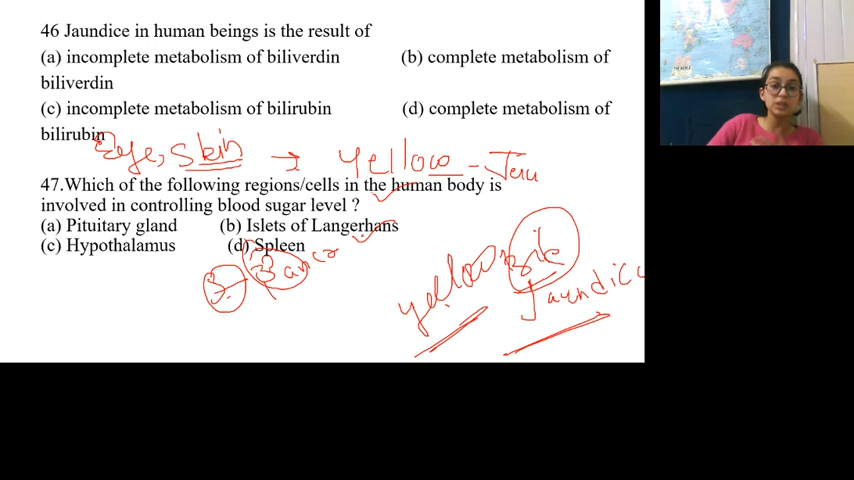 46 Jaundice in human beings is the result of
(a) incomplete metabolism of biliverdin (b) complete metabolism of
biliverdin
(c) incomplete metabolism of bilirubin (d) complete metabolism of
bilirubin
Eye, Skin → Yellow -
47.Which of the following regions/cells in the human body is
involved in controlling blood sugar level ?
(a) Pituitary gland (b) Islets of Langerhans
(c) Hypothalamus (d) Spleen
yellow
Jaundice